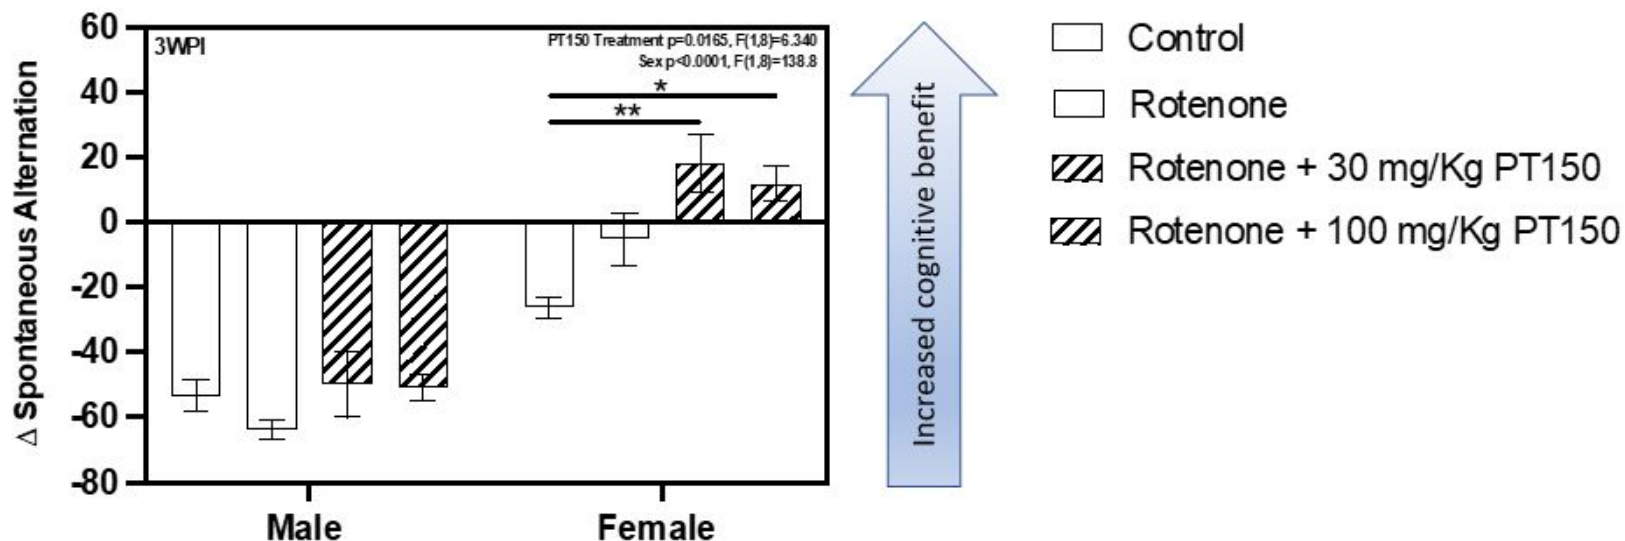 60
40
20
0
-20
-40
-60
-80
Δ Spontaneous Alternation
3WPI
PT150 Treatment p=0.0165, F(1,8)=6.340
Sex p<0.0001, F(1,8)=138.8
*
**
Male
Female
Increased cognitive benefit
Control
Rotenone
Rotenone + 30 mg/Kg PT150
Rotenone + 100 mg/Kg PT150